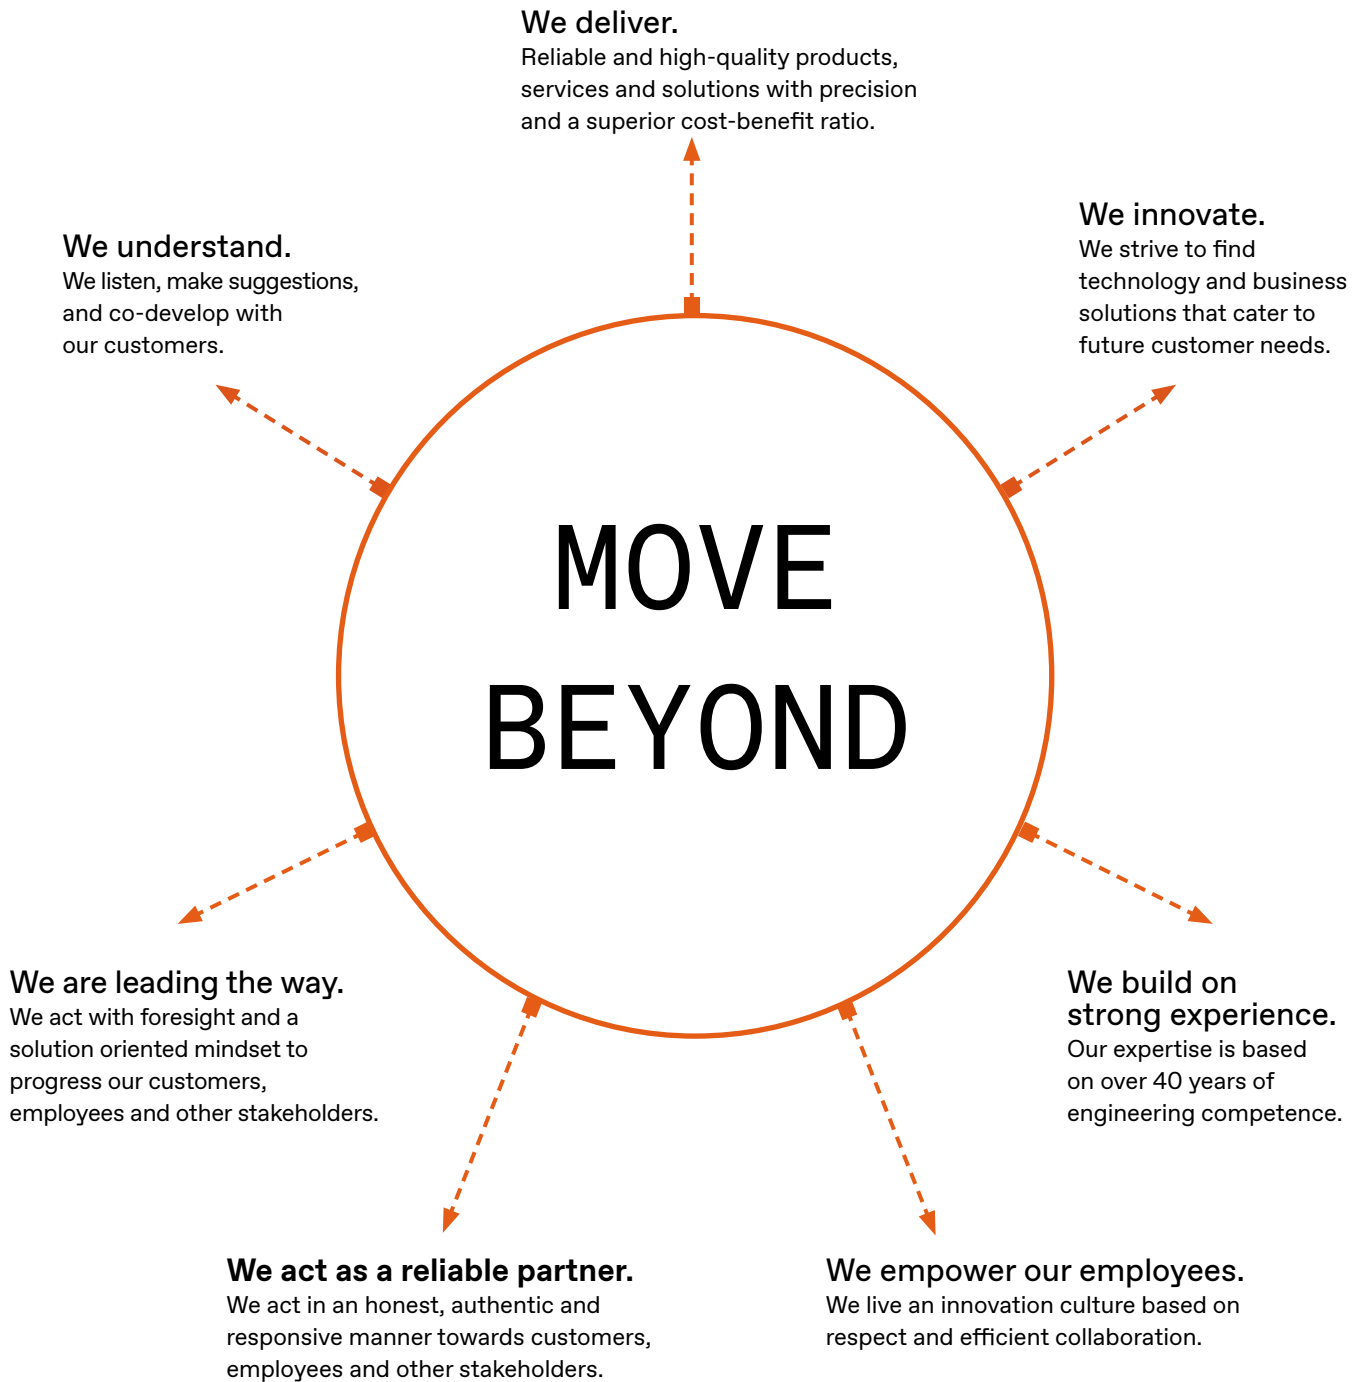 We deliver.
Reliable and high-quality products,
services and solutions with precision
and a superior cost-benefit ratio.
We innovate.
We strive to find
technology and business
solutions that cater to
future customer needs.
We understand.
We listen, make suggestions,
and co-develop with
our customers.
MOVE
BEYOND
We are leading the way.
We act with foresight and a
solution oriented mindset to
progress our customers,
employees and other stakeholders.
We build on
strong experience.
Our expertise is based
on over 40 years of
engineering competence.
We act as a reliable partner.
We act in an honest, authentic and
responsive manner towards customers,
employees and other stakeholders.
We empower our employees.
We live an innovation culture based on
respect and efficient collaboration.